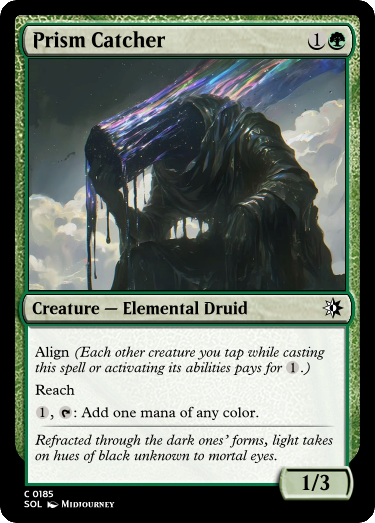 Prism Catcher 1
Creature — Elemental Druid
Align (Each other creature you tap while casting
this spell or activating its abilities pays for 1.)
Reach
1, : Add one mana of any color.
Refracted through the dark ones' forms, light takes
on hues of black unknown to mortal eyes.
1/3
C 0185
SOL Midjourney